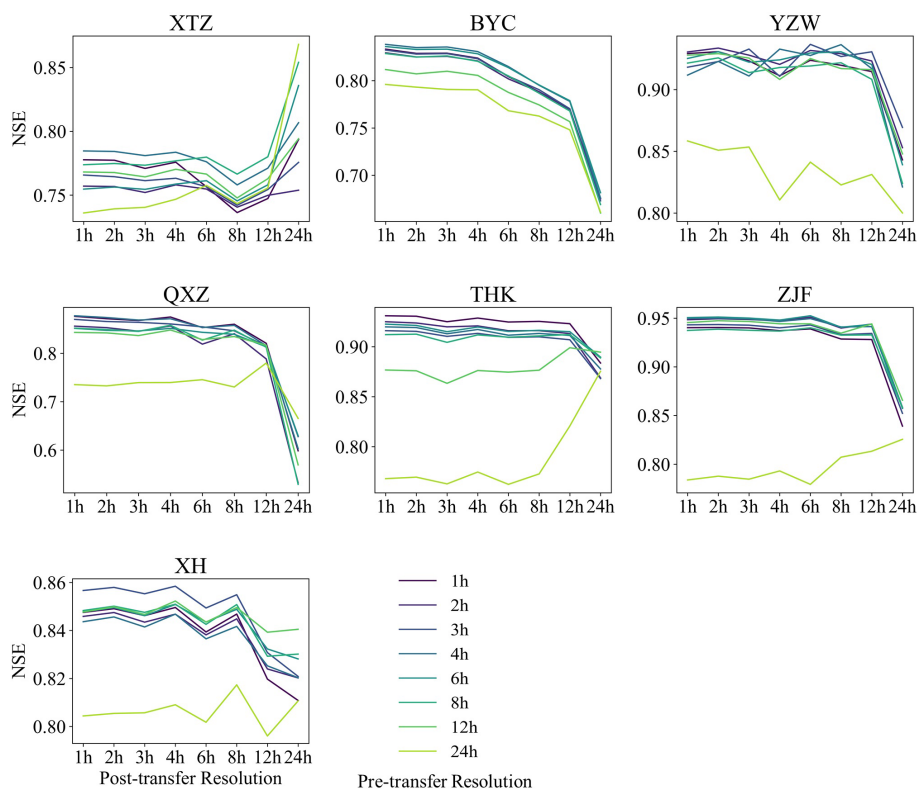 XTZ BYC YZW
0.85
0.80
0.75
NSE
1h 2h 3h 4h 6h 8h 12h 24h
0.80
0.75
0.70
1h 2h 3h 4h 6h 8h 12h 24h
0.90
0.85
0.80
1h 2h 3h 4h 6h 8h 12h 24h
QXZ THK ZJF
0.8
0.7
0.6
NSE
1h 2h 3h 4h 6h 8h 12h 24h
0.90
0.85
0.80
1h 2h 3h 4h 6h 8h 12h 24h
0.95
0.90
0.85
0.80
1h 2h 3h 4h 6h 8h 12h 24h
XH
0.86
0.84
0.82
0.80
NSE
1h 2h 3h 4h 6h 8h 12h 24h
Post-transfer Resolution
1h
2h
3h
4h
6h
8h
12h
24h
Pre-transfer Resolution